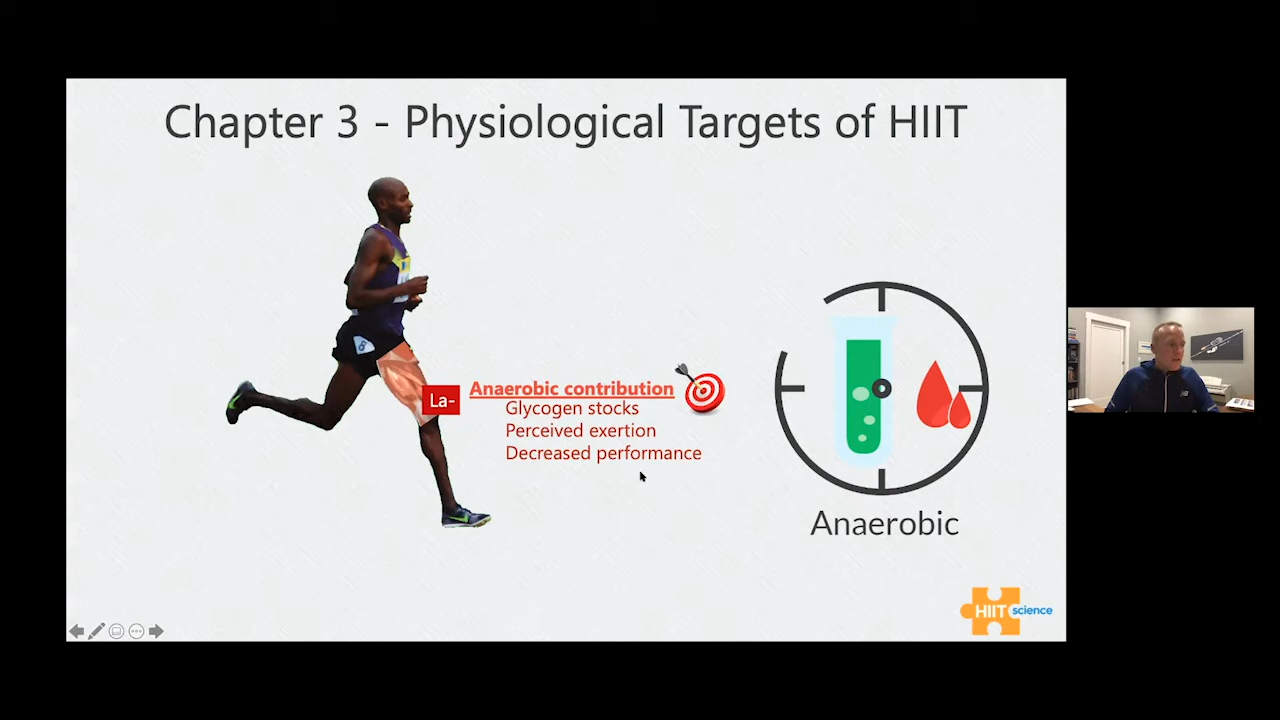 Chapter 3 - Physiological Targets of HIIT
La-
Anaerobic contribution
Glycogen stocks
Perceived exertion
Decreased performance
Anaerobic
HIIT science